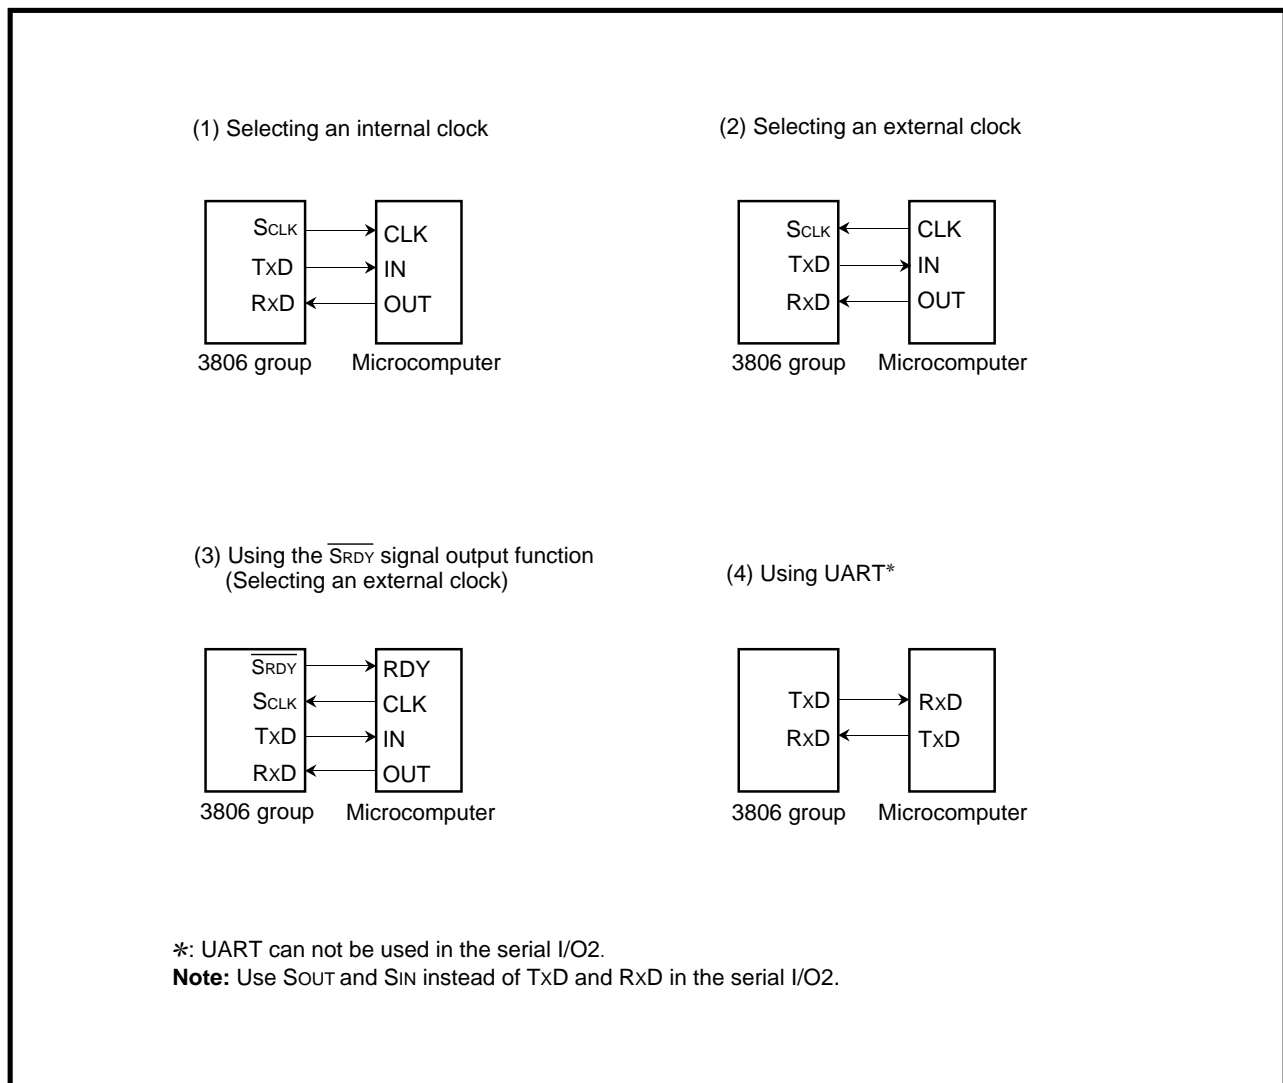 (1) Selecting an internal clock
SCLK CLK
TxD IN
RxD OUT
3806 group Microcomputer
(2) Selecting an external clock
SCLK CLK
TxD IN
RxD OUT
3806 group Microcomputer
(3) Using the S̅R̅D̅Y̅ signal output function
(Selecting an external clock)
S̅R̅D̅Y̅ RDY
SCLK CLK
TxD IN
RxD OUT
3806 group Microcomputer
(4) Using UART*
TxD RxD
RxD TxD
3806 group Microcomputer
*: UART can not be used in the serial I/O2.
Note: Use SOUT and SIN instead of TxD and RxD in the serial I/O2.